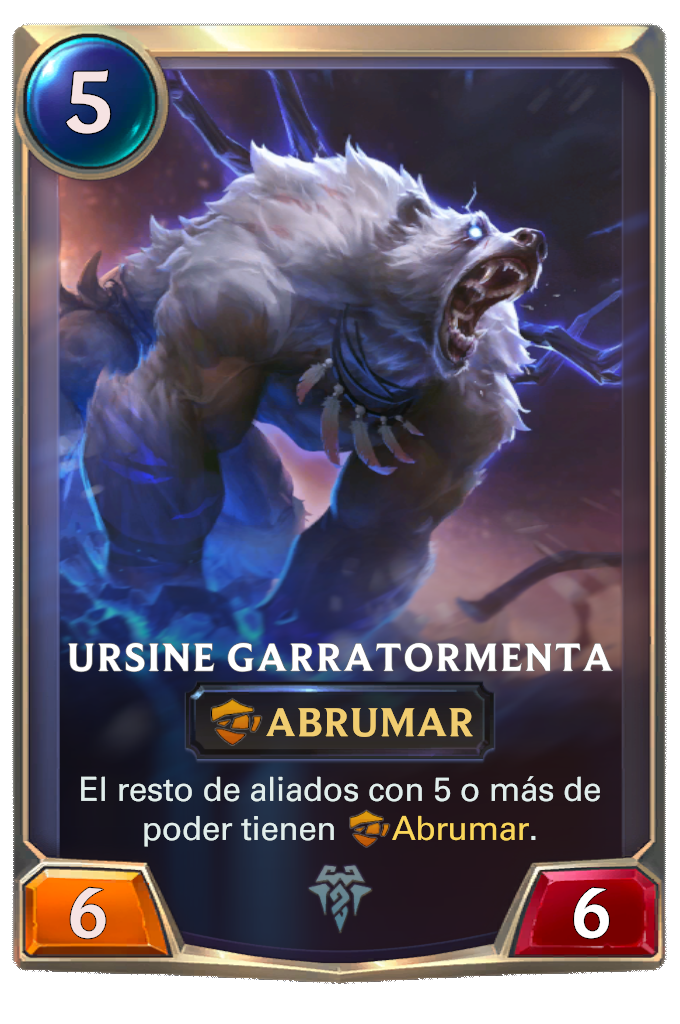 5
URSINE GARRATORMENTA
ABRUMAR
El resto de aliados con 5 o más de
poder tienen Abrumar.
6
6